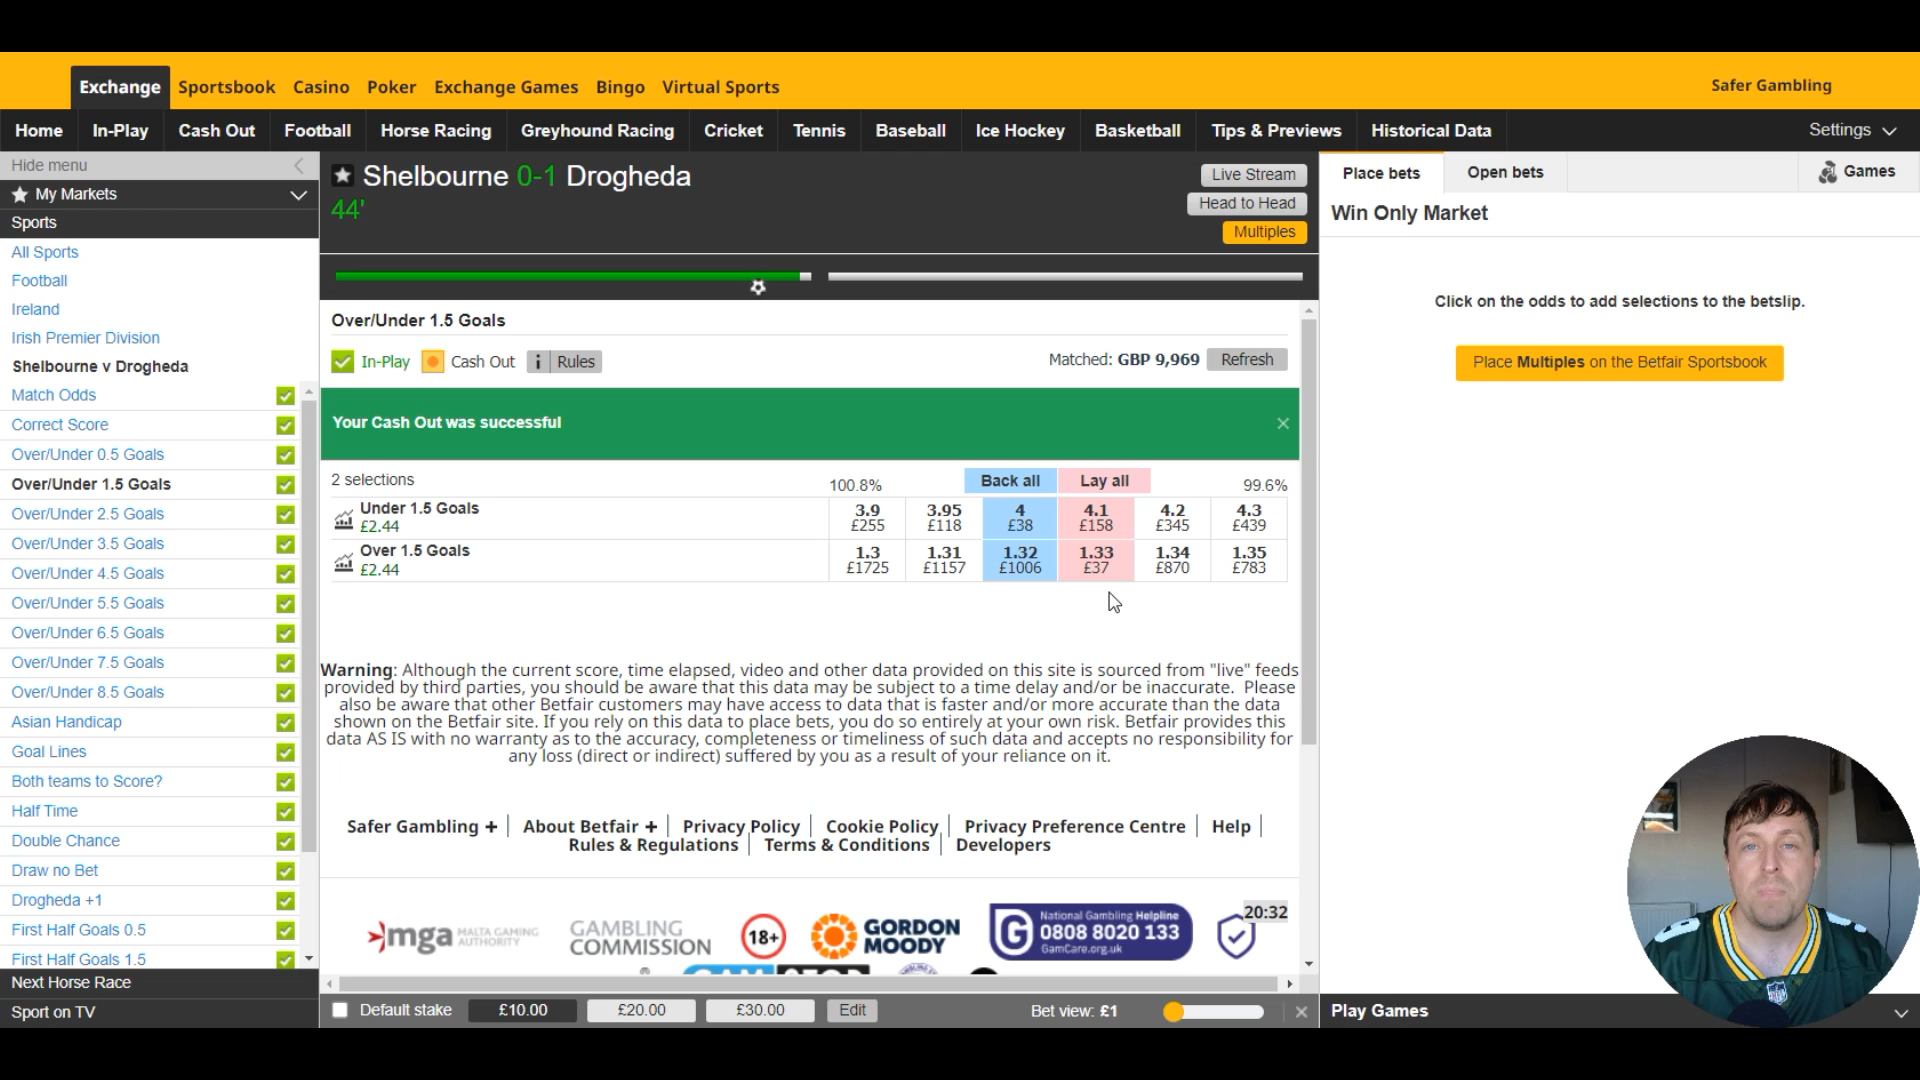 Exchange Sportsbook Casino Poker Exchange Games Bingo Virtual Sports Safer Gambling
Home In-Play Cash Out Football Horse Racing Greyhound Racing Cricket Tennis Baseball Ice Hockey Basketball Tips & Previews Historical Data Settings
Hide menu
My Markets
Sports
All Sports
Football
Ireland
Irish Premier Division
Shelbourne v Drogheda
Match Odds
Correct Score
Over/Under 0.5 Goals
Over/Under 1.5 Goals
Over/Under 2.5 Goals
Over/Under 3.5 Goals
Over/Under 4.5 Goals
Over/Under 5.5 Goals
Over/Under 6.5 Goals
Over/Under 7.5 Goals
Over/Under 8.5 Goals
Asian Handicap
Goal Lines
Both teams to Score?
Half Time
Double Chance
Draw no Bet
Drogheda +1
First Half Goals 0.5
First Half Goals 1.5
Next Horse Race
Sport on TV
Shelbourne 0-1 Drogheda
44'
Live Stream
Head to Head
Multiples
Over/Under 1.5 Goals
In-Play Cash Out i Rules Matched: GBP 9,969 Refresh
Your Cash Out was successful
2 selections 100.8% Back all Lay all 99.6%
Under 1.5 Goals 3.9 3.95 4 4.1 4.2 4.3
£2.44 £255 £118 £38 £158 £345 £439
Over 1.5 Goals 1.3 1.31 1.32 1.33 1.34 1.35
£2.44 £1725 £1157 £1006 £37 £870 £783
Warning: Although the current score, time elapsed, video and other data provided on this site is sourced from "live" feeds
provided by third parties, you should be aware that this data may be subject to a time delay and/or be inaccurate. Please
also be aware that other Betfair customers may have access to data that is faster and/or more accurate than the data
shown on the Betfair site. If you rely on this data to place bets, you do so entirely at your own risk. Betfair provides this
data AS IS with no warranty as to the accuracy, completeness or timeliness of such data and accepts no responsibility for
any loss (direct or indirect) suffered by you as a result of your reliance on it.
Safer Gambling + About Betfair + Privacy Policy Cookie Policy Privacy Preference Centre Help
Rules & Regulations Terms & Conditions Developers
mga MALTA GAMING AUTHORITY
GAMBLING COMMISSION
18+
GORDON MOODY
National Gambling Helpline
0808 8020 133
GamCare.org.uk
20:32
Default stake £10.00 £20.00 £30.00 Edit Bet view: £1
Place bets Open bets Games
Win Only Market
Click on the odds to add selections to the betslip.
Place Multiples on the Betfair Sportsbook
Play Games